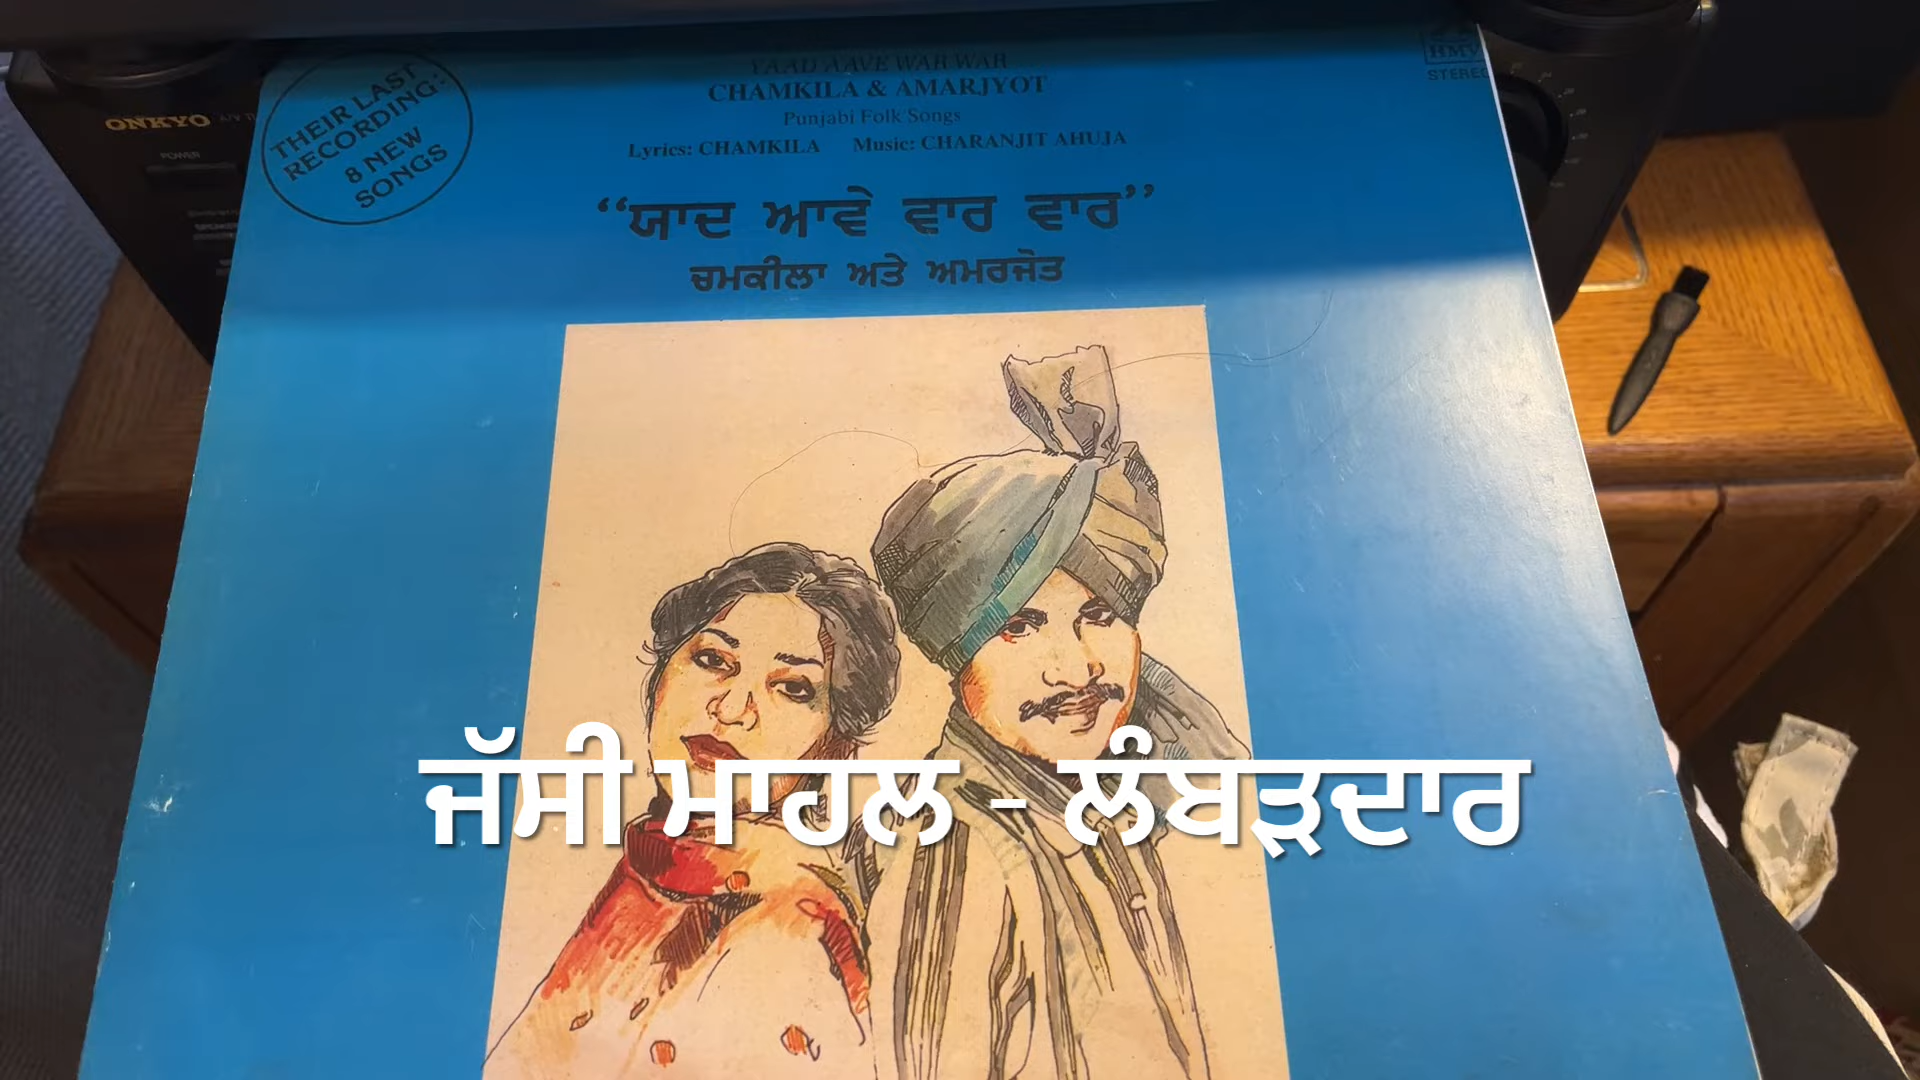 ONKYO
POWER
THEIR LAST
RECORDING:
8 NEW
SONGS
YAAD AAVE WAR WAR
CHAMKILA & AMARJYOT
Punjabi Folk Songs
Lyrics: CHAMKILA Music: CHARANJIT AHUJA
HMV
STEREO
“ਯਾਦ ਆਵੇ ਵਾਰ ਵਾਰ”
ਚਮਕੀਲਾ ਅਤੇ ਅਮਰਜੋਤ
ਜੱਸੀ ਮਾਹਲ - ਲੰਬੜਦਾਰ